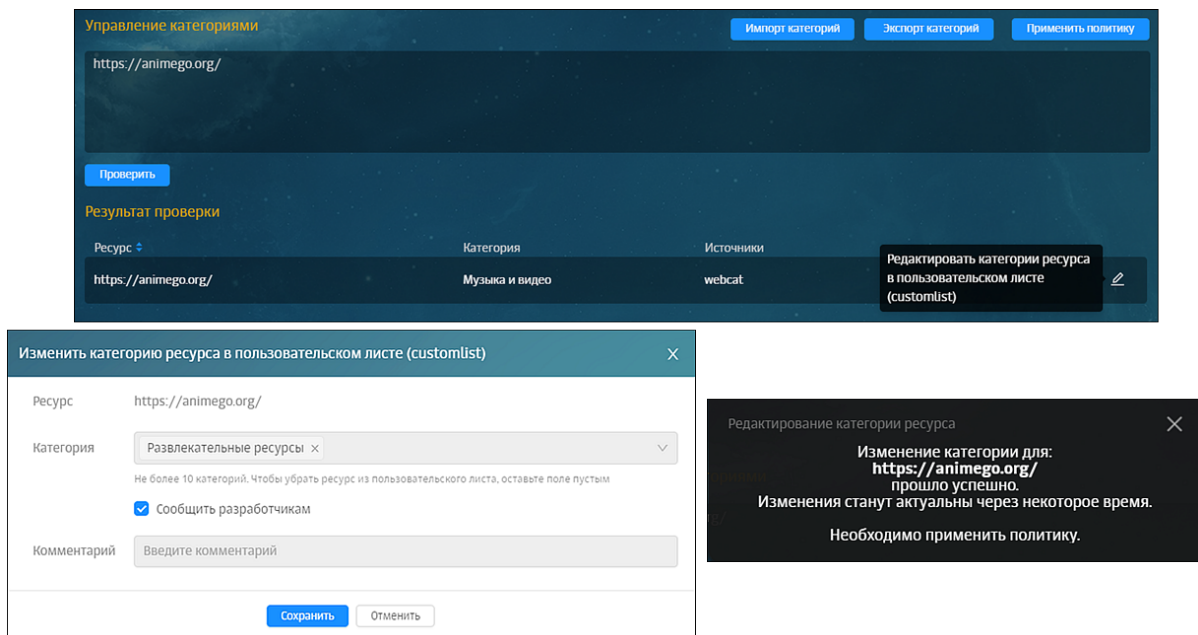 Управление категориями
Импорт категорий
Экспорт категорий
Применить политику
https://animego.org/
Проверить
Результат проверки
Ресурс
Категория
Источники
https://animego.org/
Музыка и видео
webcat
Редактировать категории ресурса
в пользовательском листе
(customlist)
Изменить категорию ресурса в пользовательском листе (customlist)
Ресурс
https://animego.org/
Категория
Развлекательные ресурсы
Не более 10 категорий. Чтобы убрать ресурс из пользовательского листа, оставьте поле пустым
Сообщить разработчикам
Комментарий
Введите комментарий
Сохранить
Отменить
Редактирование категории ресурса
Изменение категории для:
https://animego.org/
прошло успешно.
Изменения станут актуальны через некоторое время.
Необходимо применить политику.